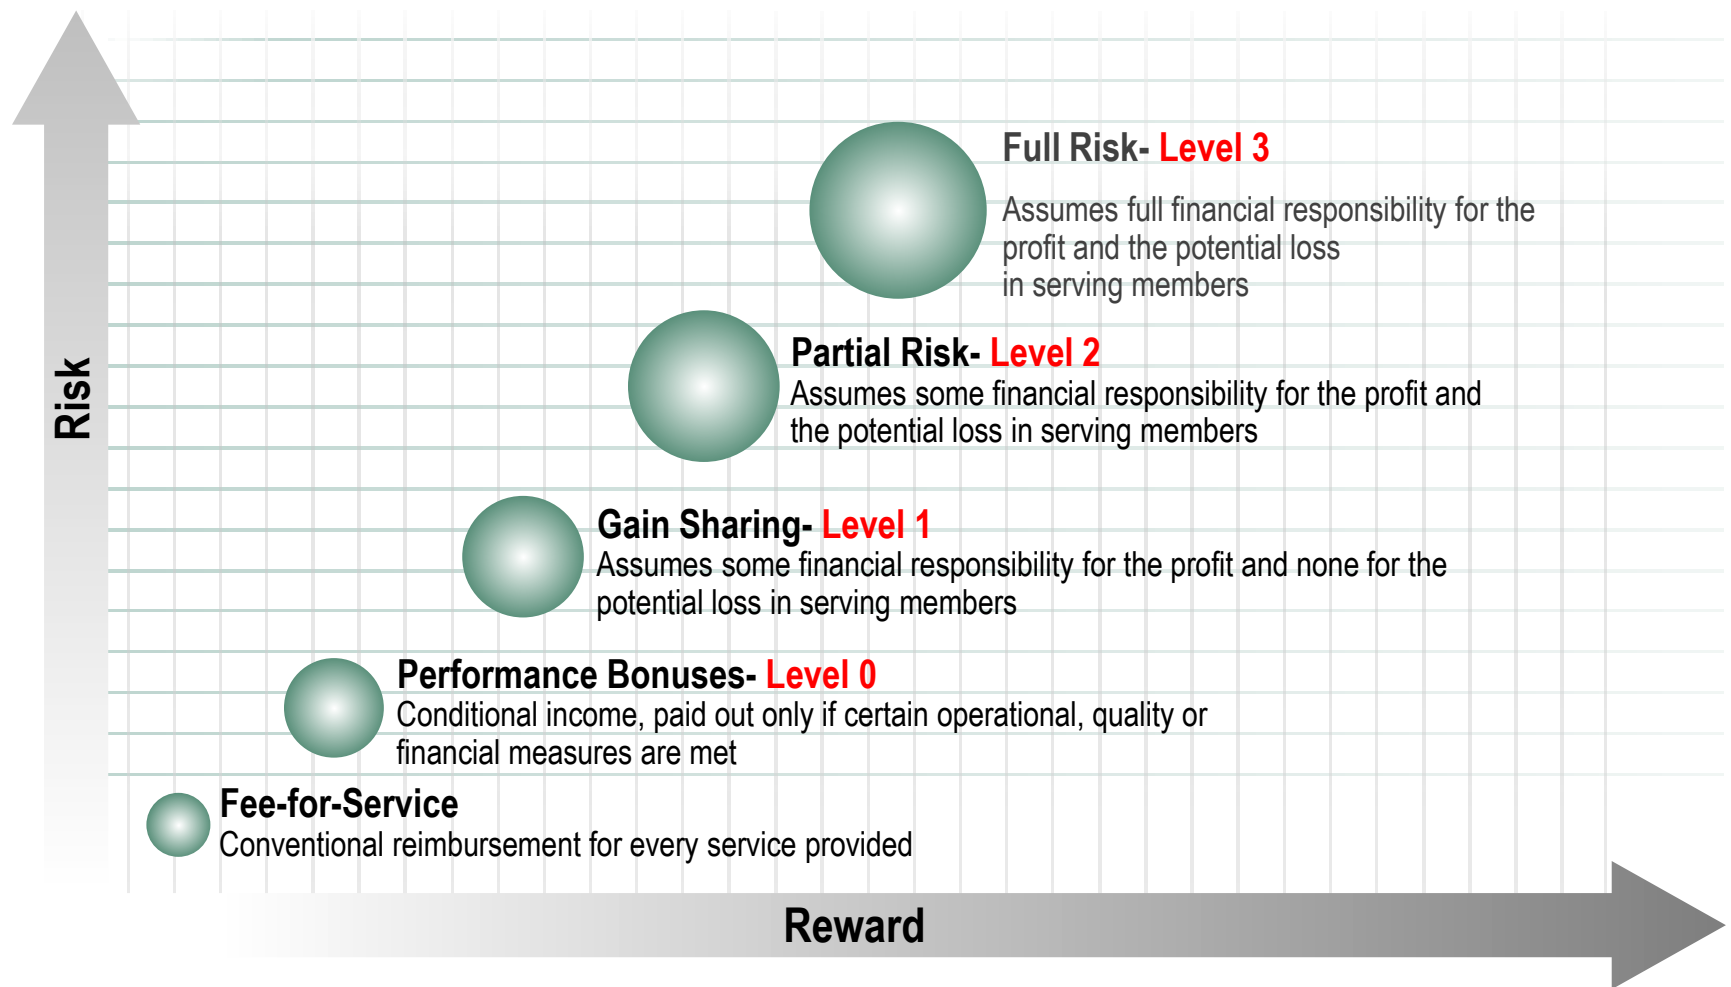 Full Risk- Level 3
Assumes full financial responsibility for the
profit and the potential loss
in serving members
Partial Risk- Level 2
Assumes some financial responsibility for the profit and
the potential loss in serving members
Risk
Gain Sharing- Level 1
Assumes some financial responsibility for the profit and none for the
potential loss in serving members
Performance Bonuses- Level 0
Conditional income, paid out only if certain operational, quality or
financial measures are met
Fee-for-Service
Conventional reimbursement for every service provided
Reward